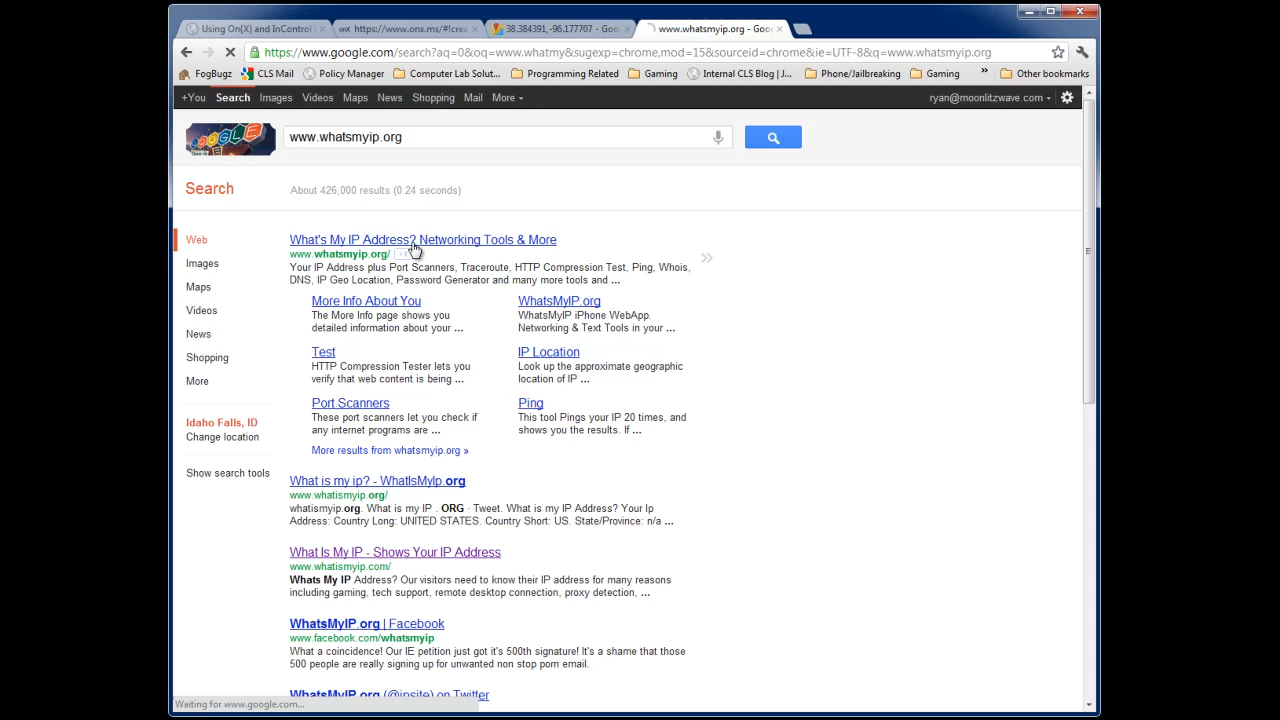 Using On{X} and InControl
onX https://www.onx.ms/#!crea
38.384391,-96.177707 - Goo
www.whatsmyip.org - Goog
https://www.google.com/search?aq=0&oq=whatmy&sugexp=chrome,mod=15&sourceid=chrome&ie=UTF-8&q=www.whatsmyip.org
FogBugz CLS Mail Policy Manager Computer Lab Solut... Programming Related Gaming Internal CLS Blog | J... Phone/Jailbreaking Gaming » Other bookmarks
+You Search Images Videos Maps News Shopping Mail More ryan@moonlitzwave.com
GOOGLE
www.whatsmyip.org
Search About 426,000 results (0.24 seconds)
Web
Images
Maps
Videos
News
Shopping
More
Idaho Falls, ID
Change location
Show search tools
What's My IP Address? Networking Tools & More
www.whatsmyip.org/
Your IP Address plus Port Scanners, Traceroute, HTTP Compression Test, Ping, Whois,
DNS, IP Geo Location, Password Generator and many more tools and ...
More Info About You
The More Info page shows you
detailed information about your ...
WhatsMyIP.org
WhatsMyIP iPhone WebApp.
Networking & Text Tools in your ...
Test
HTTP Compression Tester lets you
verify that web content is being ...
IP Location
Look up the approximate geographic
location of IP ...
Port Scanners
These port scanners let you check if
any internet programs are ...
Ping
This tool Pings your IP 20 times, and
shows you the results. If ...
More results from whatsmyip.org »
What is my ip? - WhatIsMyIp.org
www.whatismyip.org/
whatismyip.org. What is my IP . ORG · Tweet. What is my IP Address? Your Ip
Address: Country Long: UNITED STATES. Country Short: US. State/Province: n/a ...
What Is My IP - Shows Your IP Address
www.whatismyip.com/
Whats My IP Address? Our visitors need to know their IP address for many reasons
including gaming, tech support, remote desktop connection, proxy detection, ...
WhatsMyIP.org | Facebook
www.facebook.com/whatsmyip
What a coincidence! Our IE petition just got it's 500th signature! It's a shame that those
500 people are really signing up for unwanted non stop porn email.
WhatsMyIP.org (@insite) on Twitter
Waiting for www.google.com...